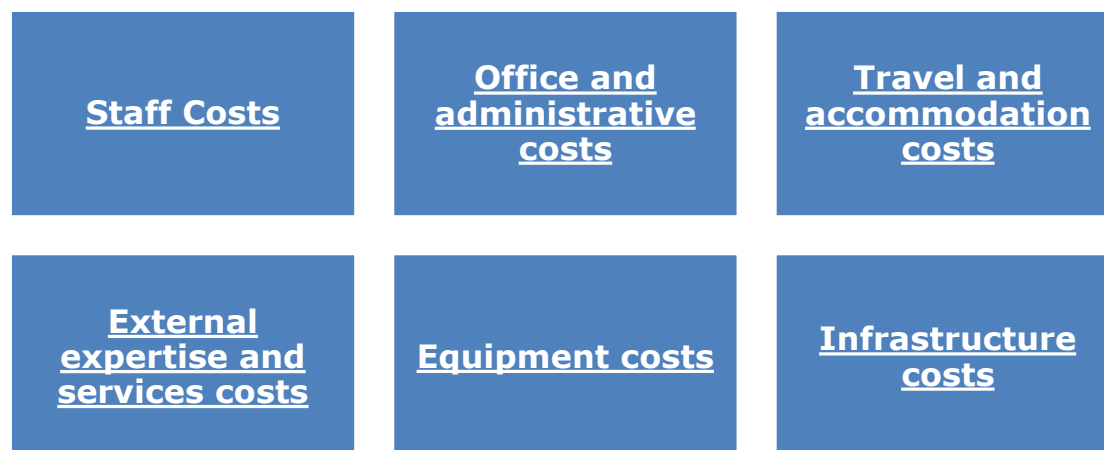 Staff Costs
Office and
administrative
costs
Travel and
accommodation
costs
External
expertise and
services costs
Equipment costs
Infrastructure
costs